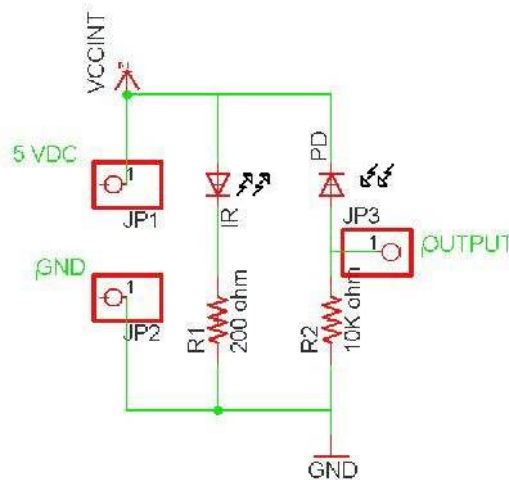 VCCINT
5 VDC
1
JP1
GND
1
JP2
IR
PD
JP3
1
OUTPUT
R1
200 ohm
R2
10K ohm
GND